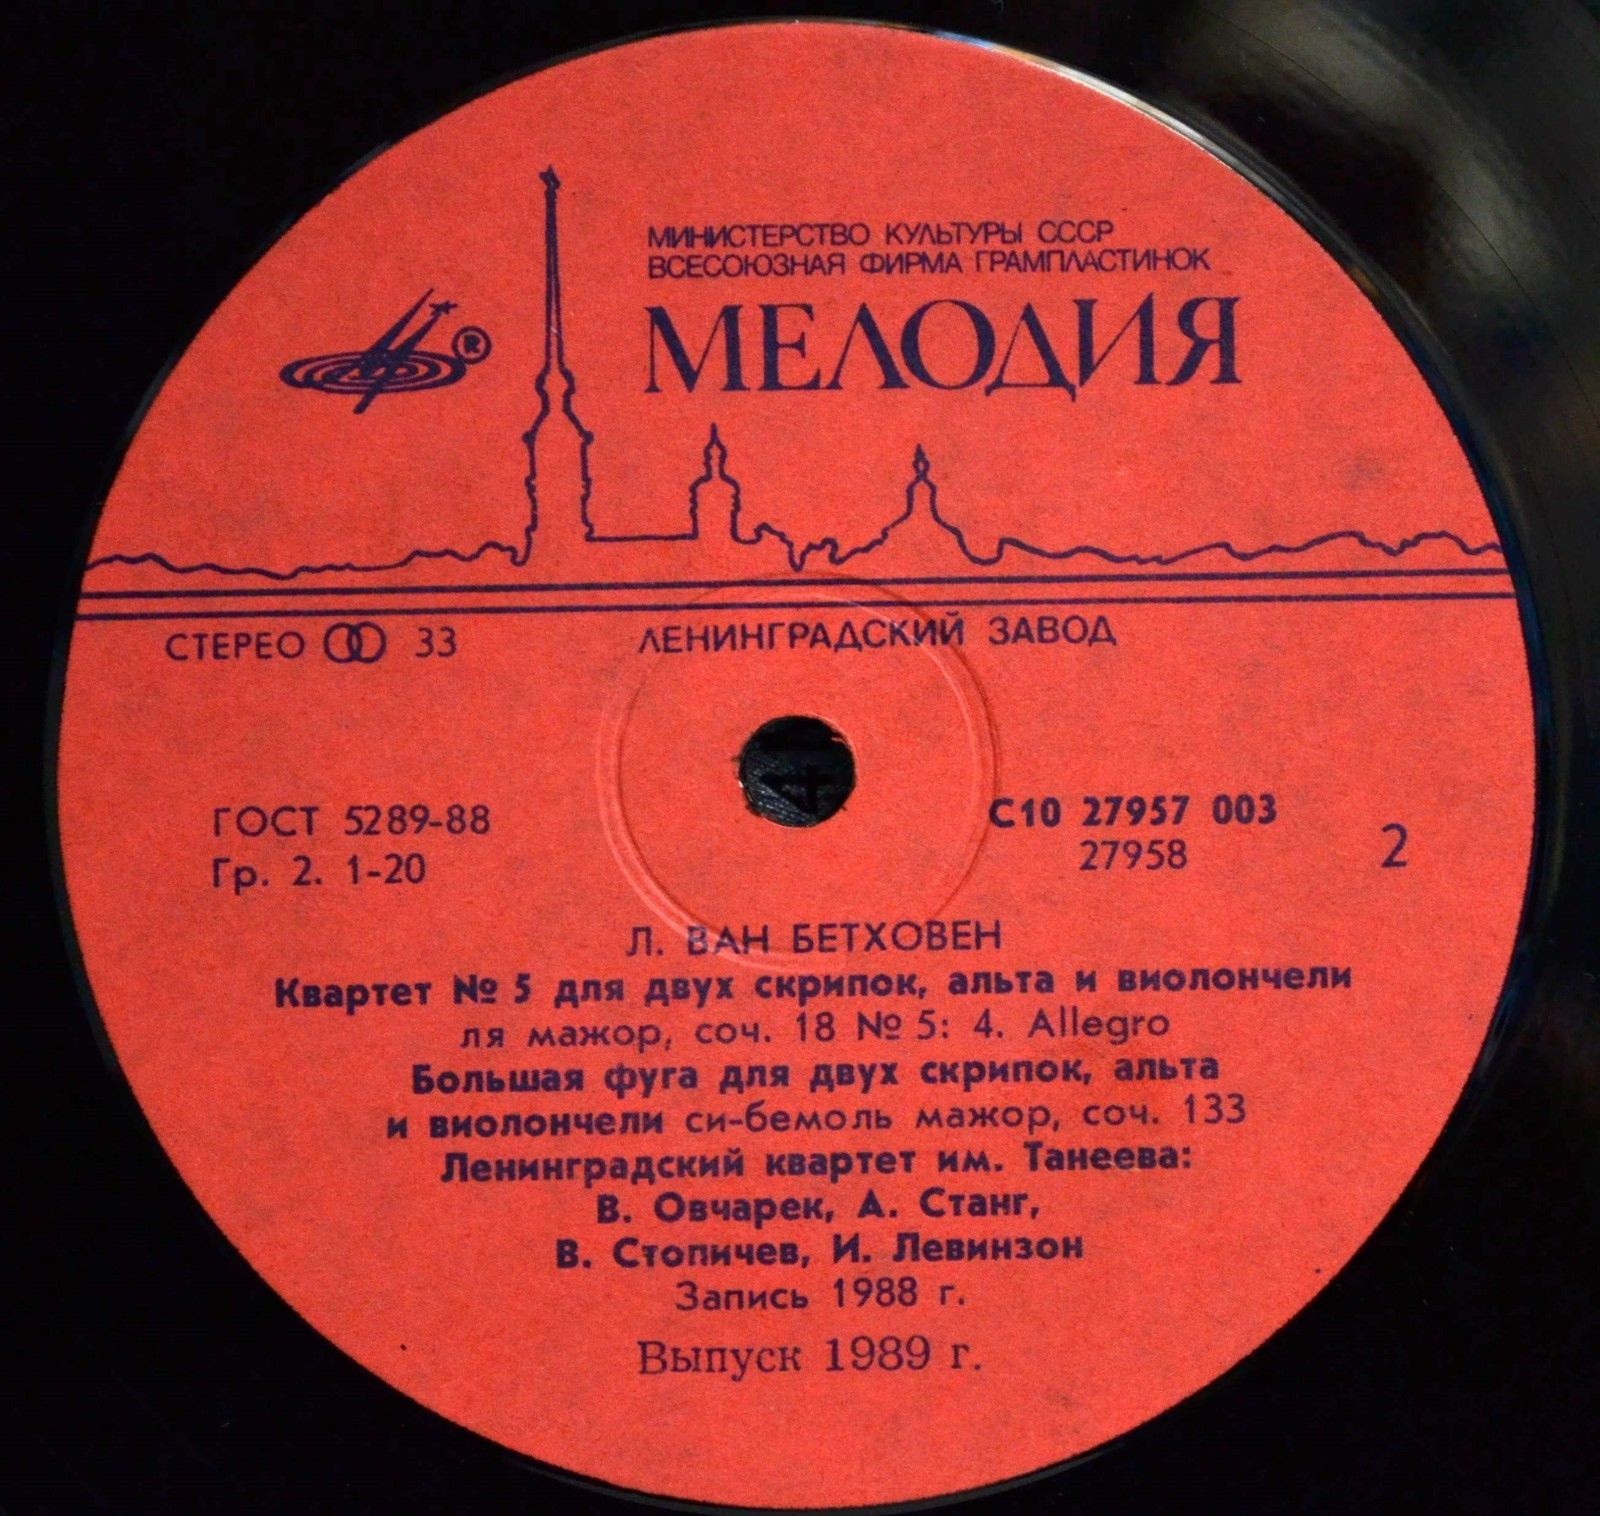 МИНИСТЕРСТВО КУЛЬТУРЫ СССР
ВСЕСОЮЗНАЯ ФИРМА ГРАМПЛАСТИНОК
МЕЛОДИЯ
®
СТЕРЕО 33
ЛЕНИНГРАДСКИЙ ЗАВОД
ГОСТ 5289-88
Гр. 2. 1-20
С10 27957 003
27958
2
Л. ВАН БЕТХОВЕН
Квартет № 5 для двух скрипок, альта и виолончели
ля мажор, соч. 18 № 5: 4. Allegro
Большая фуга для двух скрипок, альта
и виолончели си-бемоль мажор, соч. 133
Ленинградский квартет им. Танеева:
В. Овчарек, А. Станг,
В. Стопичев, И. Левинзон
Запись 1988 г.
Выпуск 1989 г.